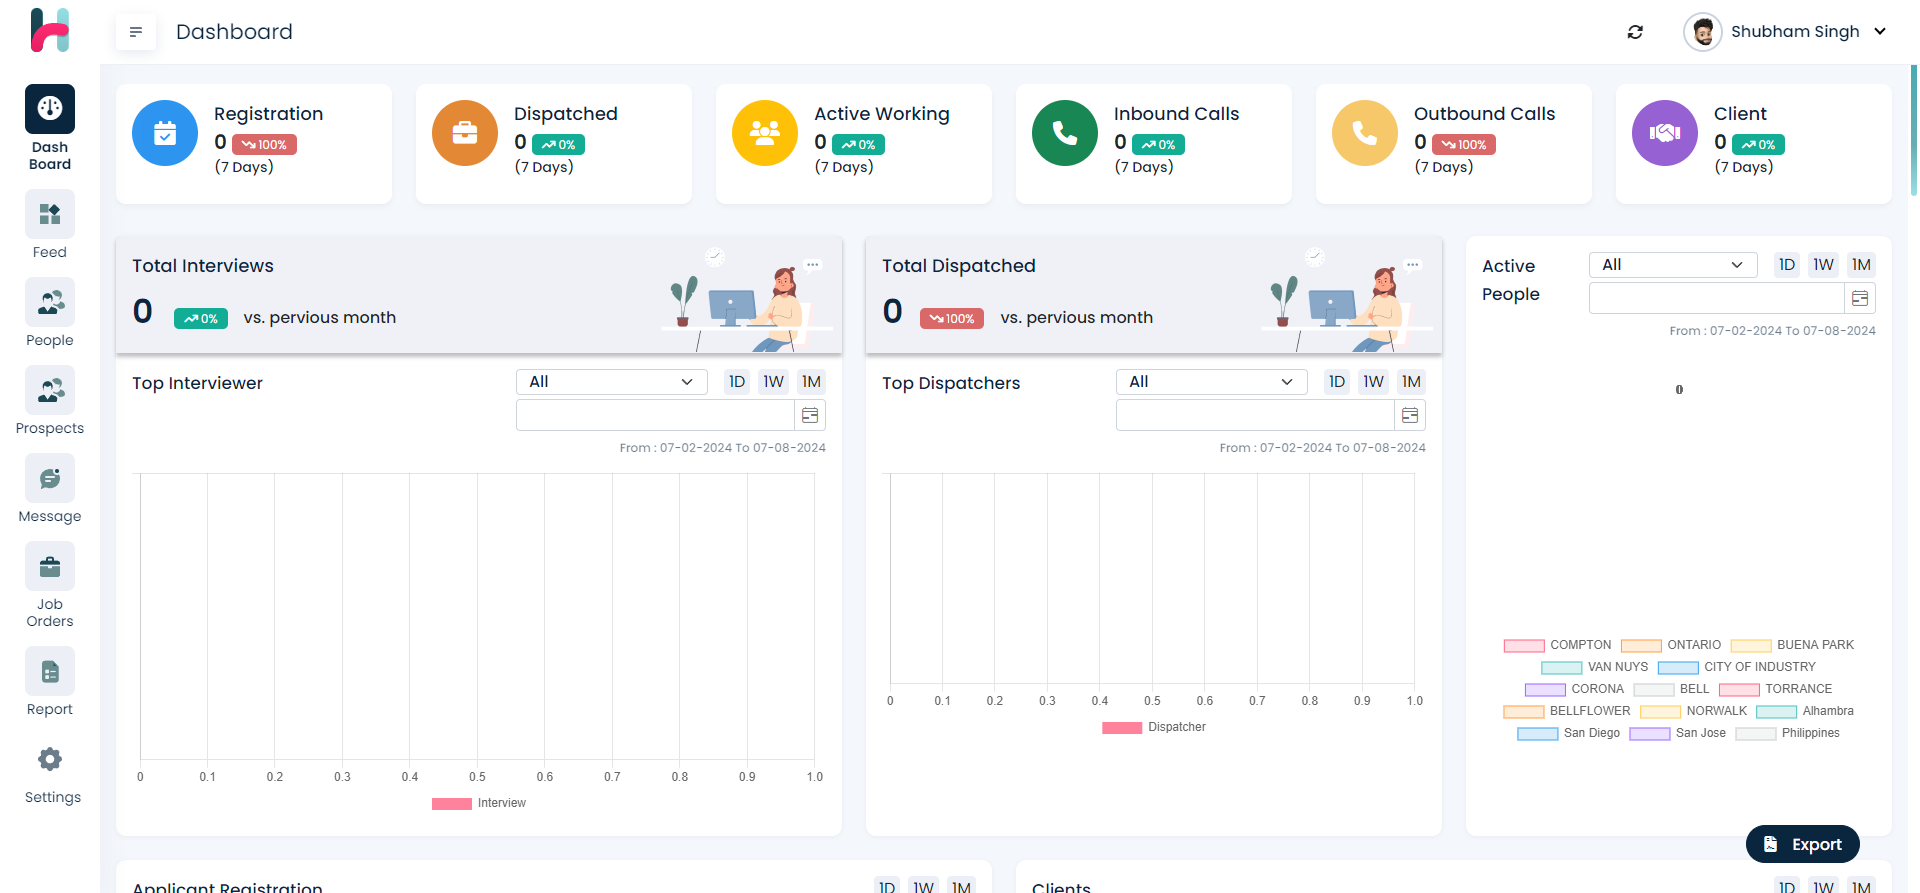 Dashboard
Shubham Singh
Dash
Board
Feed
People
Prospects
Message
Job
Orders
Report
Settings
Registration
0 100%
(7 Days)
Dispatched
0 0%
(7 Days)
Active Working
0 0%
(7 Days)
Inbound Calls
0 0%
(7 Days)
Outbound Calls
0 100%
(7 Days)
Client
0 0%
(7 Days)
Total Interviews
0 0% vs. pervious month
Top Interviewer
All 1D 1W 1M
From : 07-02-2024 To 07-08-2024
0 0.1 0.2 0.3 0.4 0.5 0.6 0.7 0.8 0.9 1.0
Interview
Total Dispatched
0 100% vs. pervious month
Top Dispatchers
All 1D 1W 1M
From : 07-02-2024 To 07-08-2024
0 0.1 0.2 0.3 0.4 0.5 0.6 0.7 0.8 0.9 1.0
Dispatcher
Active
People
All 1D 1W 1M
From : 07-02-2024 To 07-08-2024
COMPTON ONTARIO BUENA PARK
VAN NUYS CITY OF INDUSTRY
CORONA BELL TORRANCE
BELLFLOWER NORWALK Alhambra
San Diego San Jose Philippines
Export
Applicant Registration 1D 1W 1M
Clients 1D 1W 1M